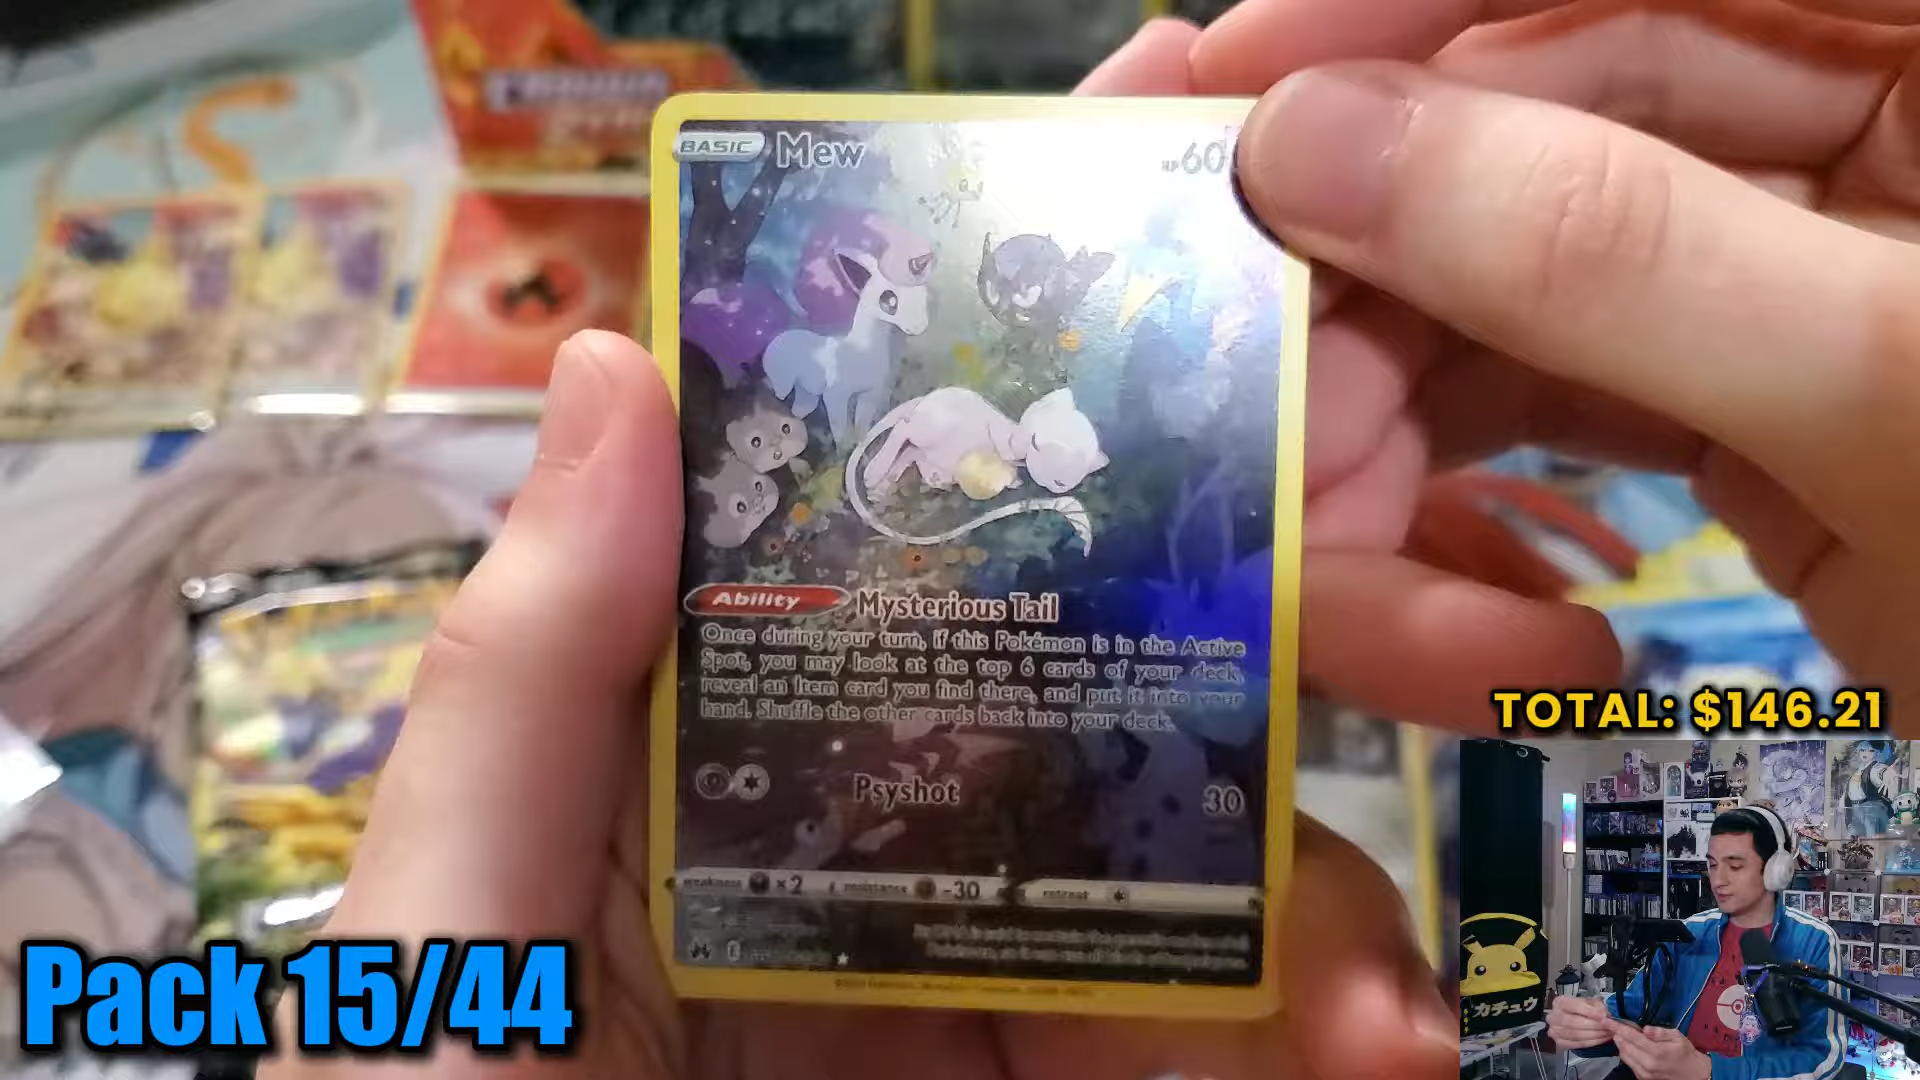 BASIC Mew HP 60
Ability Mysterious Tail
Once during your turn, if this Pokémon is in the Active
Spot, you may look at the top 6 cards of your deck,
reveal an Item card you find there, and put it into your
hand. Shuffle the other cards back into your deck.
Psyshot 30
weakness ×2 resistance -30 retreat
TOTAL: $146.21
Pack 15/44
カチュウ